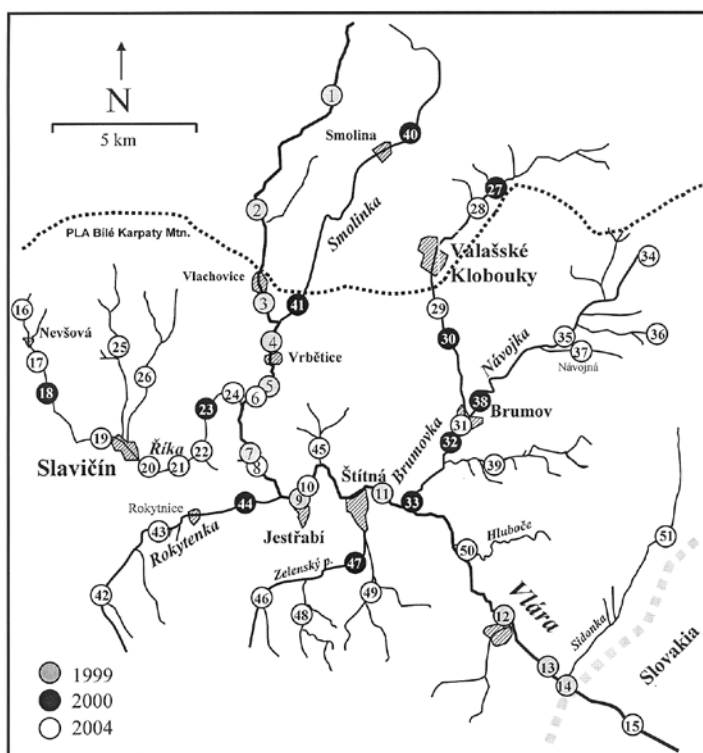 1
N
5 km
Smolina
40
27
28
2
Smolinka
PLA Bílé Karpaty Mtn.
Valašské
Klobouky
34
Vlachovice
3
41
29
16
Nevšová
25
4
30
Návojka
35
36
17
26
Vrbětice
37
Návojná
18
5
24
6
38
23
31
Brumov
19
Říka
22
32
Slavičín
20
21
7
45
Brumovka
39
8
Štítná
10
9
11
33
44
Rokytnice
43
Rokytenka
Jestřabí
50
Hluboče
51
47
Zelenský p.
42
46
48
49
12
Vlára
Sidonka
Slovakia
13
14
15
1999
2000
2004